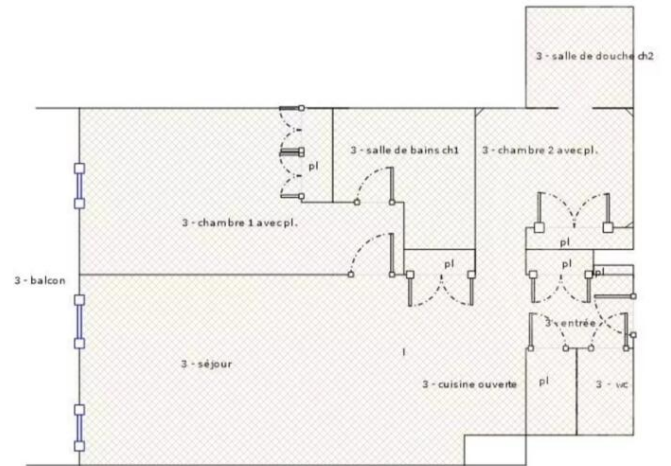 3 - salle de douche ch2
3 - salle de bains ch1
3 - chambre 2 avec pl.
pl
3 - chambre 1 avec pl.
pl
pl
pl
pl
3 - balcon
3 - entrée
l
3 - séjour
3 - cuisine ouverte
pl
3 - wc